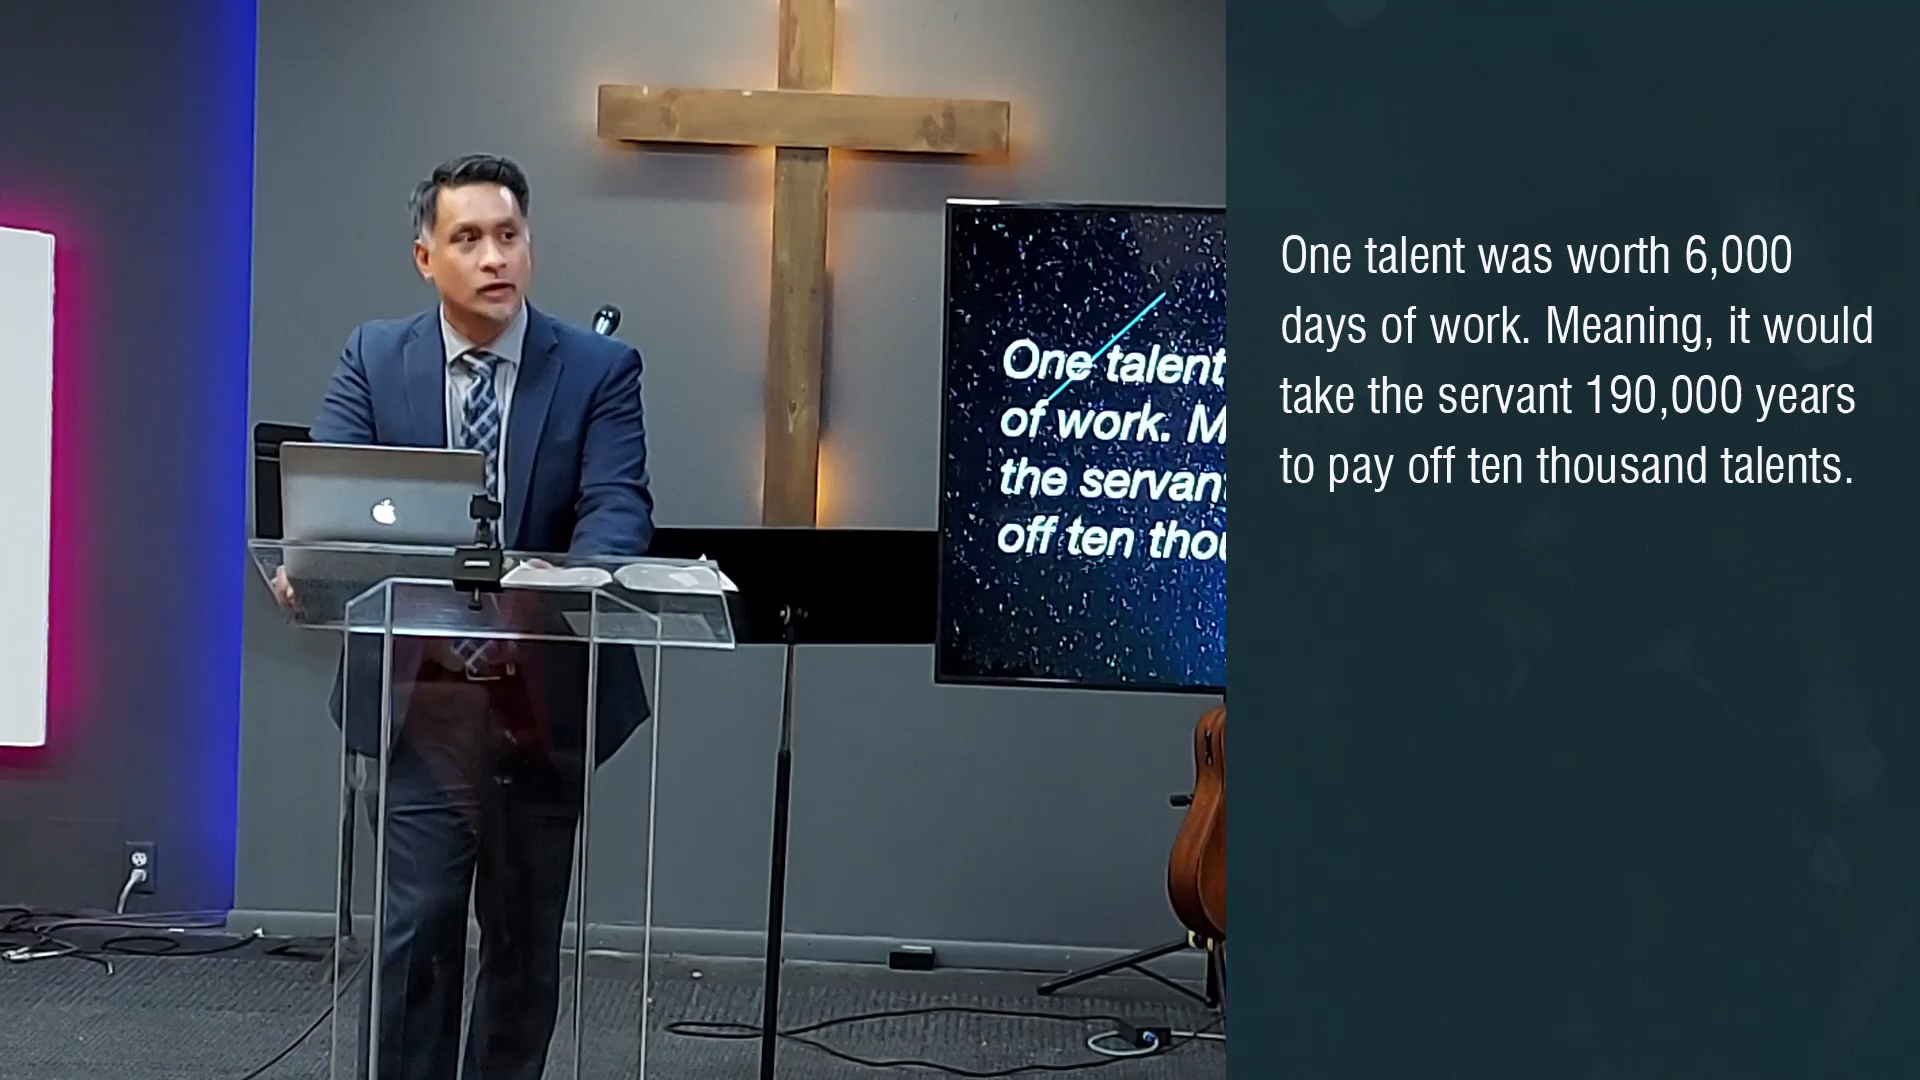 One talent
of work. M
the servan
off ten thou
One talent was worth 6,000
days of work. Meaning, it would
take the servant 190,000 years
to pay off ten thousand talents.